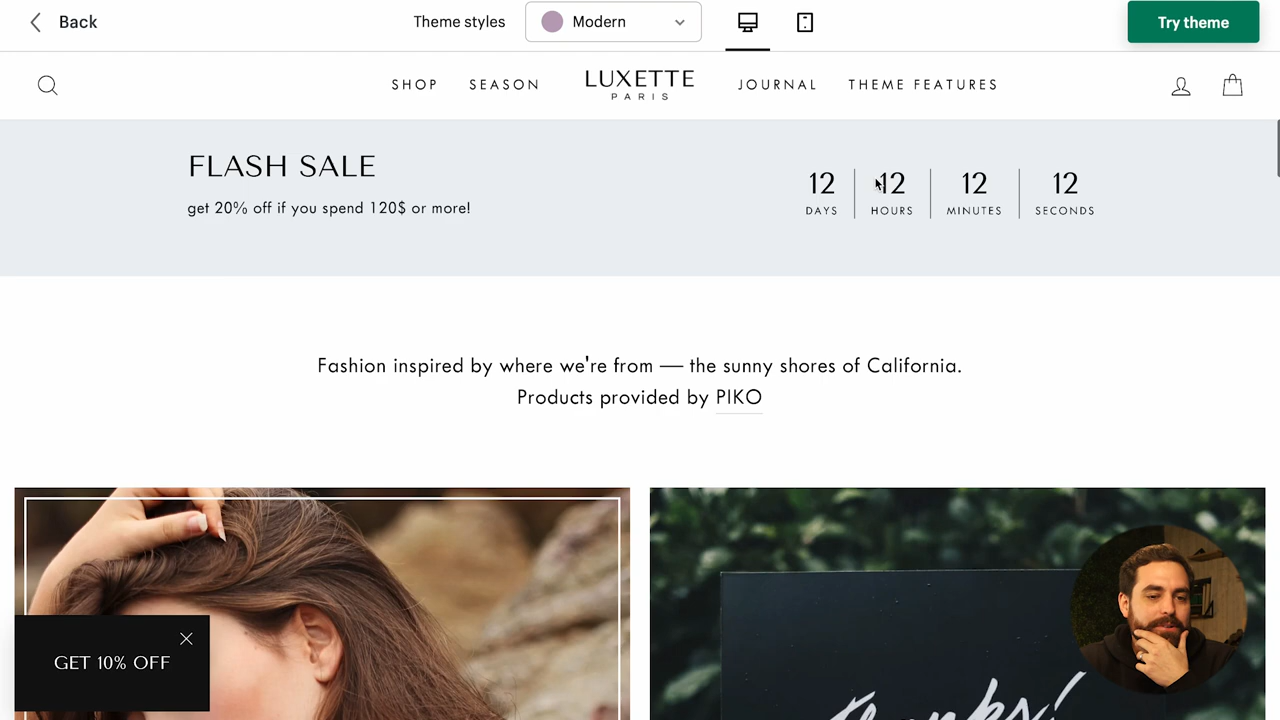 Back
Theme styles
Modern
Try theme
SHOP
SEASON
LUXETTE
PARIS
JOURNAL
THEME FEATURES
FLASH SALE
get 20% off if you spend 120$ or more!
12
DAYS
12
HOURS
12
MINUTES
12
SECONDS
Fashion inspired by where we're from — the sunny shores of California.
Products provided by PIKO
GET 10% OFF
thanks!